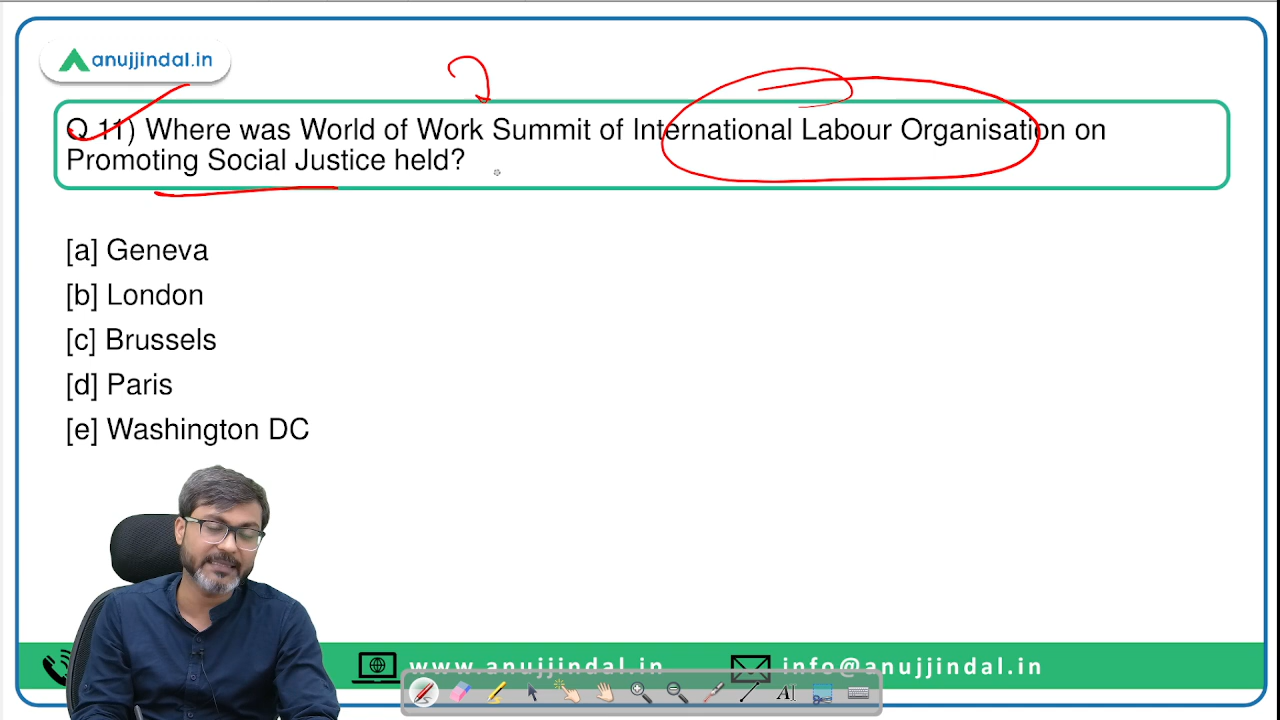 anujjindal.in
Q 11) Where was World of Work Summit of International Labour Organisation on
Promoting Social Justice held?
[a] Geneva
[b] London
[c] Brussels
[d] Paris
[e] Washington DC
www.anujjindal.in info@anujjindal.in